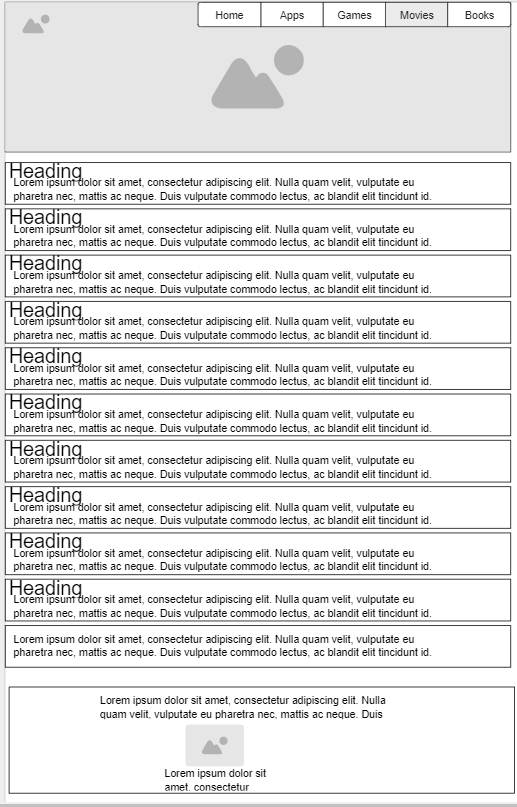 Home Apps Games Movies Books
Heading
Lorem ipsum dolor sit amet, consectetur adipiscing elit. Nulla quam velit, vulputate eu
pharetra nec, mattis ac neque. Duis vulputate commodo lectus, ac blandit elit tincidunt id.
Heading
Lorem ipsum dolor sit amet, consectetur adipiscing elit. Nulla quam velit, vulputate eu
pharetra nec, mattis ac neque. Duis vulputate commodo lectus, ac blandit elit tincidunt id.
Heading
Lorem ipsum dolor sit amet, consectetur adipiscing elit. Nulla quam velit, vulputate eu
pharetra nec, mattis ac neque. Duis vulputate commodo lectus, ac blandit elit tincidunt id.
Heading
Lorem ipsum dolor sit amet, consectetur adipiscing elit. Nulla quam velit, vulputate eu
pharetra nec, mattis ac neque. Duis vulputate commodo lectus, ac blandit elit tincidunt id.
Heading
Lorem ipsum dolor sit amet, consectetur adipiscing elit. Nulla quam velit, vulputate eu
pharetra nec, mattis ac neque. Duis vulputate commodo lectus, ac blandit elit tincidunt id.
Heading
Lorem ipsum dolor sit amet, consectetur adipiscing elit. Nulla quam velit, vulputate eu
pharetra nec, mattis ac neque. Duis vulputate commodo lectus, ac blandit elit tincidunt id.
Heading
Lorem ipsum dolor sit amet, consectetur adipiscing elit. Nulla quam velit, vulputate eu
pharetra nec, mattis ac neque. Duis vulputate commodo lectus, ac blandit elit tincidunt id.
Heading
Lorem ipsum dolor sit amet, consectetur adipiscing elit. Nulla quam velit, vulputate eu
pharetra nec, mattis ac neque. Duis vulputate commodo lectus, ac blandit elit tincidunt id.
Heading
Lorem ipsum dolor sit amet, consectetur adipiscing elit. Nulla quam velit, vulputate eu
pharetra nec, mattis ac neque. Duis vulputate commodo lectus, ac blandit elit tincidunt id.
Heading
Lorem ipsum dolor sit amet, consectetur adipiscing elit. Nulla quam velit, vulputate eu
pharetra nec, mattis ac neque. Duis vulputate commodo lectus, ac blandit elit tincidunt id.
Lorem ipsum dolor sit amet, consectetur adipiscing elit. Nulla quam velit, vulputate eu
pharetra nec, mattis ac neque. Duis vulputate commodo lectus, ac blandit elit tincidunt id.
Lorem ipsum dolor sit amet, consectetur adipiscing elit. Nulla
quam velit, vulputate eu pharetra nec, mattis ac neque. Duis
Lorem ipsum dolor sit
amet, consectetur